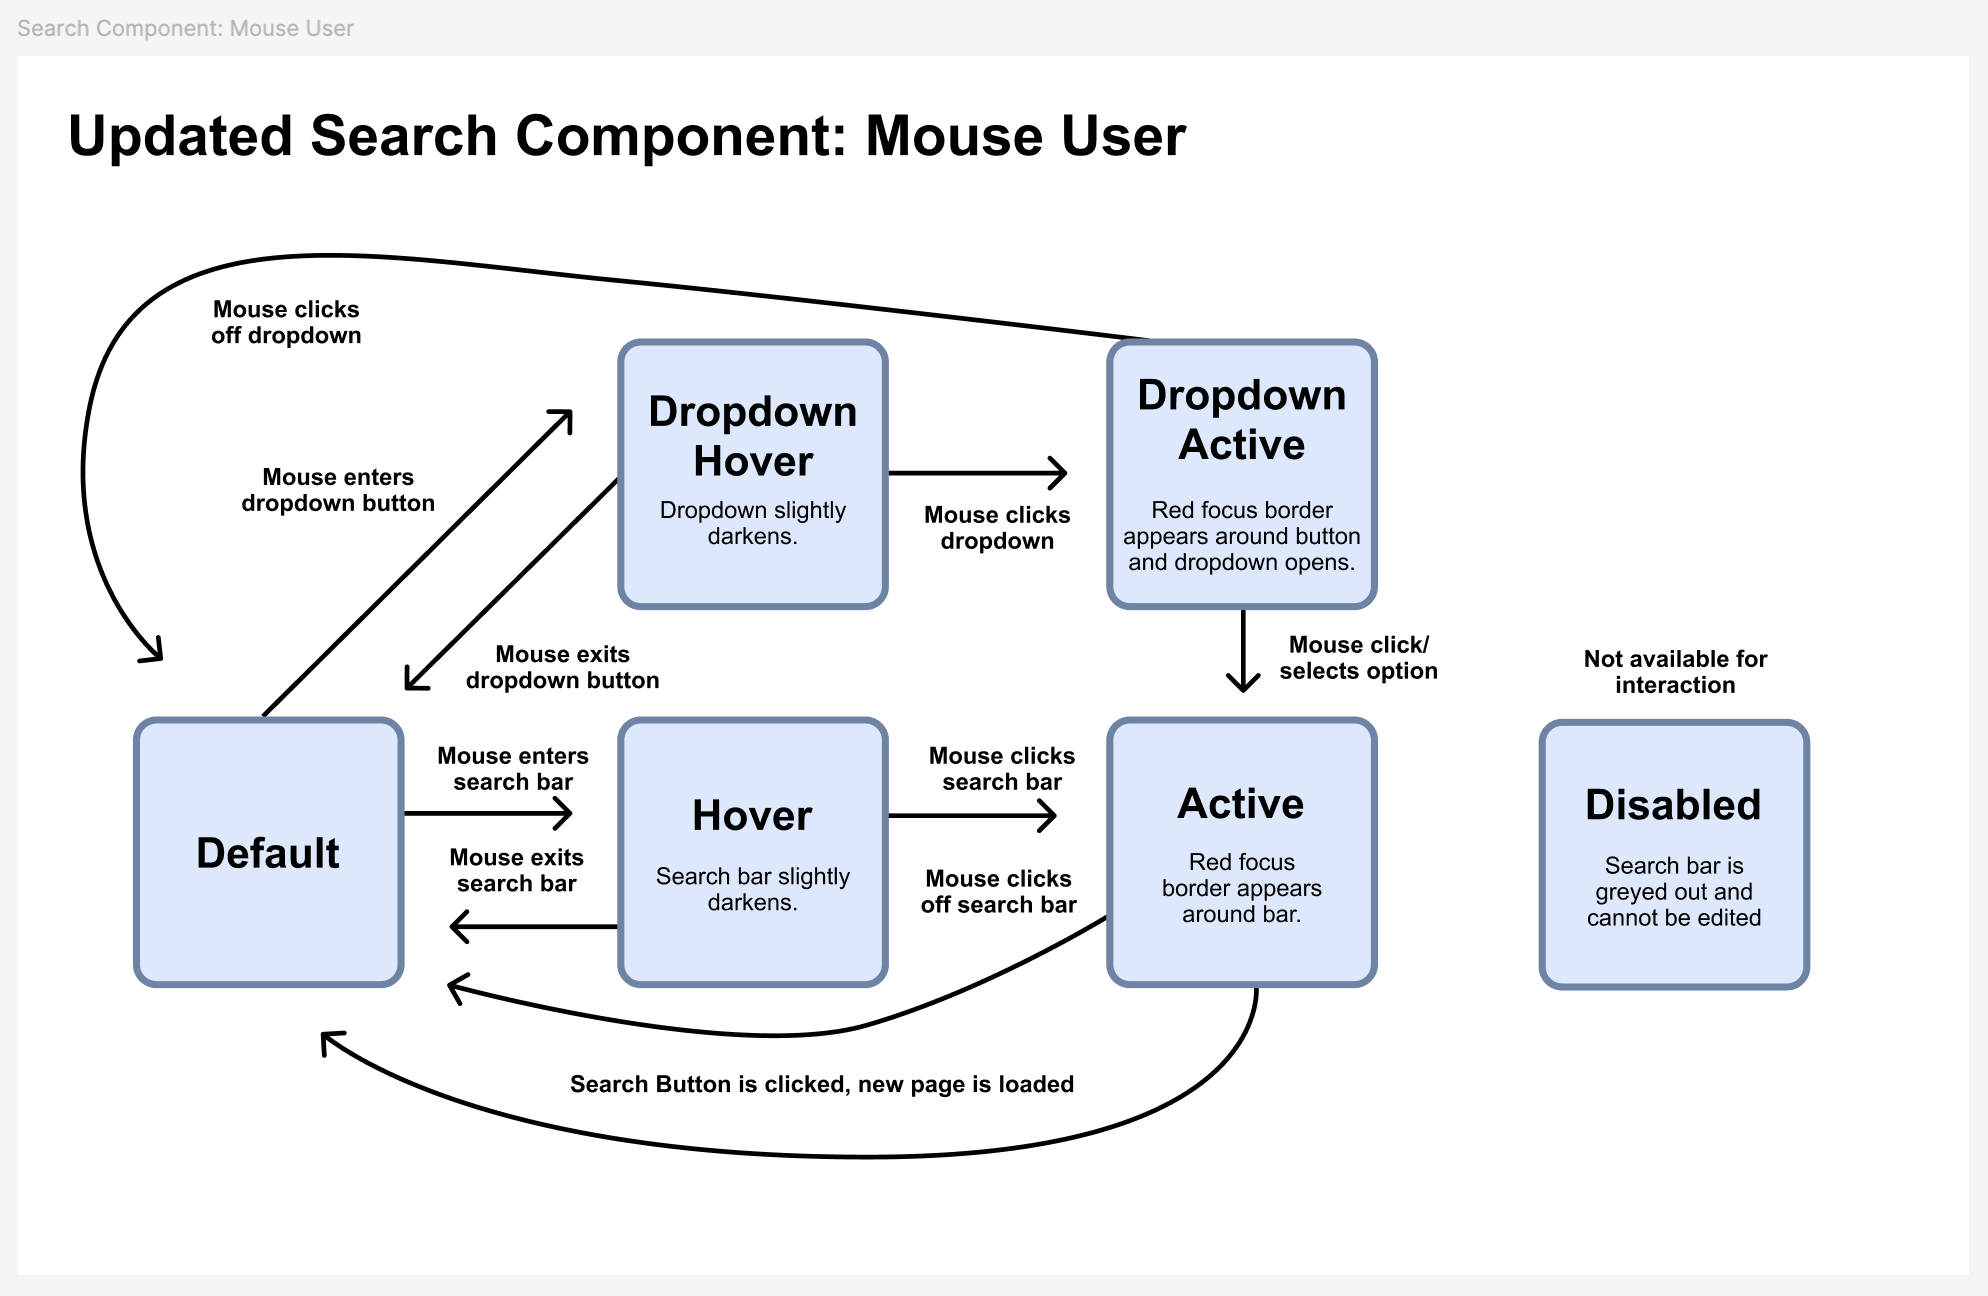 Search Component: Mouse User
Updated Search Component: Mouse User
Mouse clicks
off dropdown
Mouse enters
dropdown button
Dropdown
Hover
Dropdown slightly
darkens.
Mouse clicks
dropdown
Dropdown
Active
Red focus border
appears around button
and dropdown opens.
Mouse exits
dropdown button
Mouse click/
selects option
Not available for
interaction
Default
Mouse enters
search bar
Mouse exits
search bar
Hover
Search bar slightly
darkens.
Mouse clicks
search bar
Mouse clicks
off search bar
Active
Red focus
border appears
around bar.
Disabled
Search bar is
greyed out and
cannot be edited
Search Button is clicked, new page is loaded